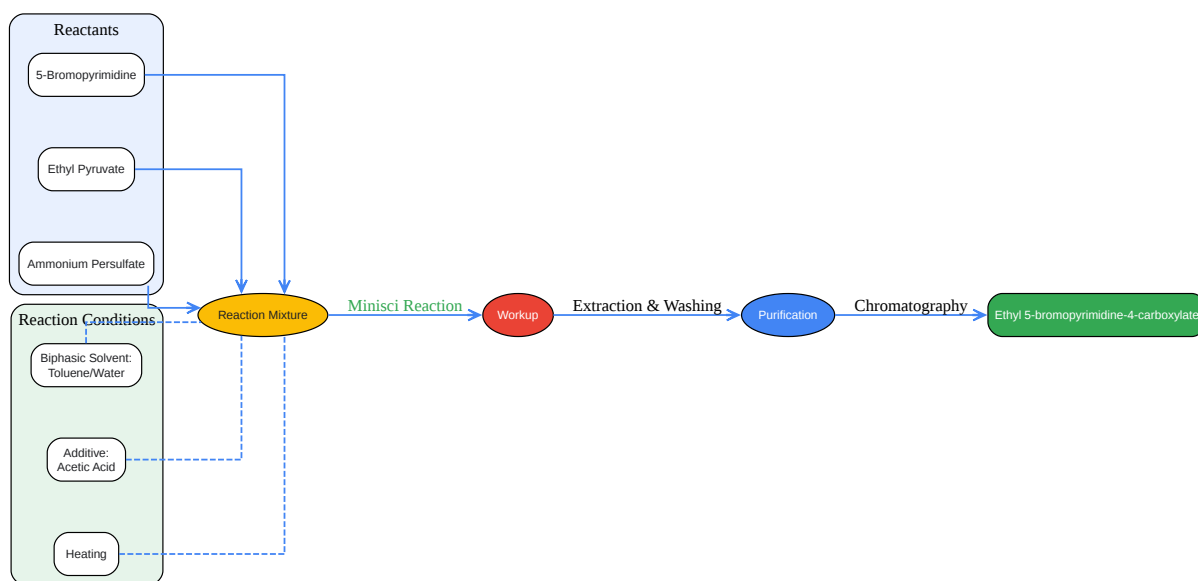 Reactants
5-Bromopyrimidine
Ethyl Pyruvate
Ammonium Persulfate
Reaction Conditions
Biphasic Solvent:
Toluene/Water
Additive:
Acetic Acid
Heating
Reaction Mixture
Minisci Reaction
Workup
Extraction & Washing
Purification
Chromatography
Ethyl 5-bromopyrimidine-4-carboxylate